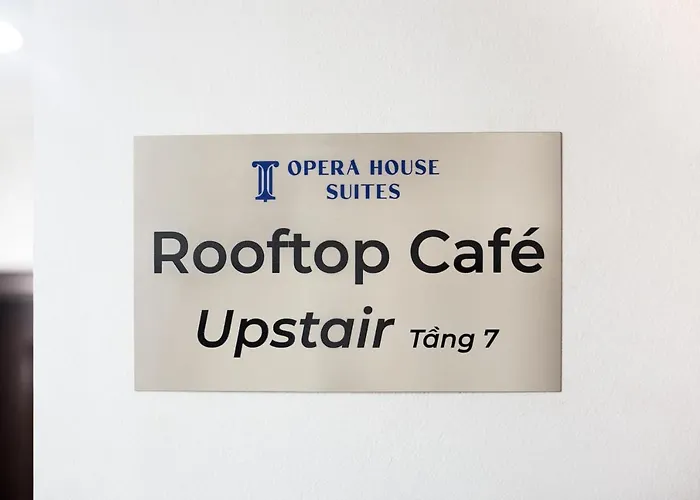 OPERA HOUSE
SUITES
Rooftop Café
Upstair Tầng 7